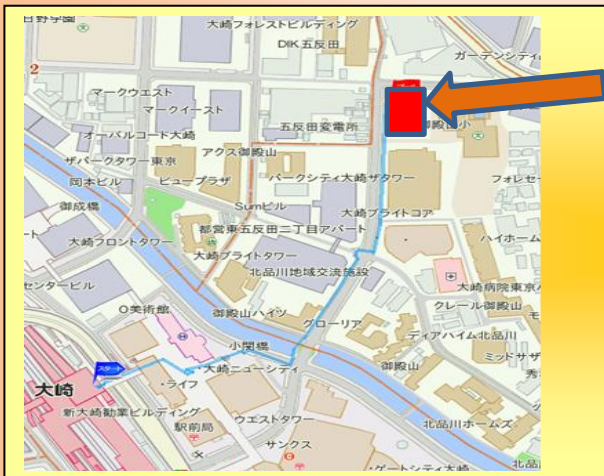 日野学園
大崎フォレストビルディング
DIK五反田
ガーデンシティ
2
マークウエスト
マークイースト
五反田変電所
御殿山小
オーバルコート大崎
ザパークタワー東京
アクス御殿山
岡本ビル
ビュープラザ
パークシティ大崎ザタワー
フォレセ
御成橋
Sumビル
大崎ブライトコア
都営東五反田二丁目アパート
大崎フロントタワー
大崎ブライトタワー
ハイホーム
北品川地域交流施設
センタービル
大崎病院東京
O美術館
御殿山ハイツ
クレール御殿山
グローリア
モ
小関橋
ディアハイム北品川
スタート
大崎ニューシティ
御殿山
ミッドサザ
大崎
・ライフ
秀
新大崎勧業ビルディング
ウエストタワー
駅前局
北品川ホームズ
サンクス
・ゲートシティ大崎
北品